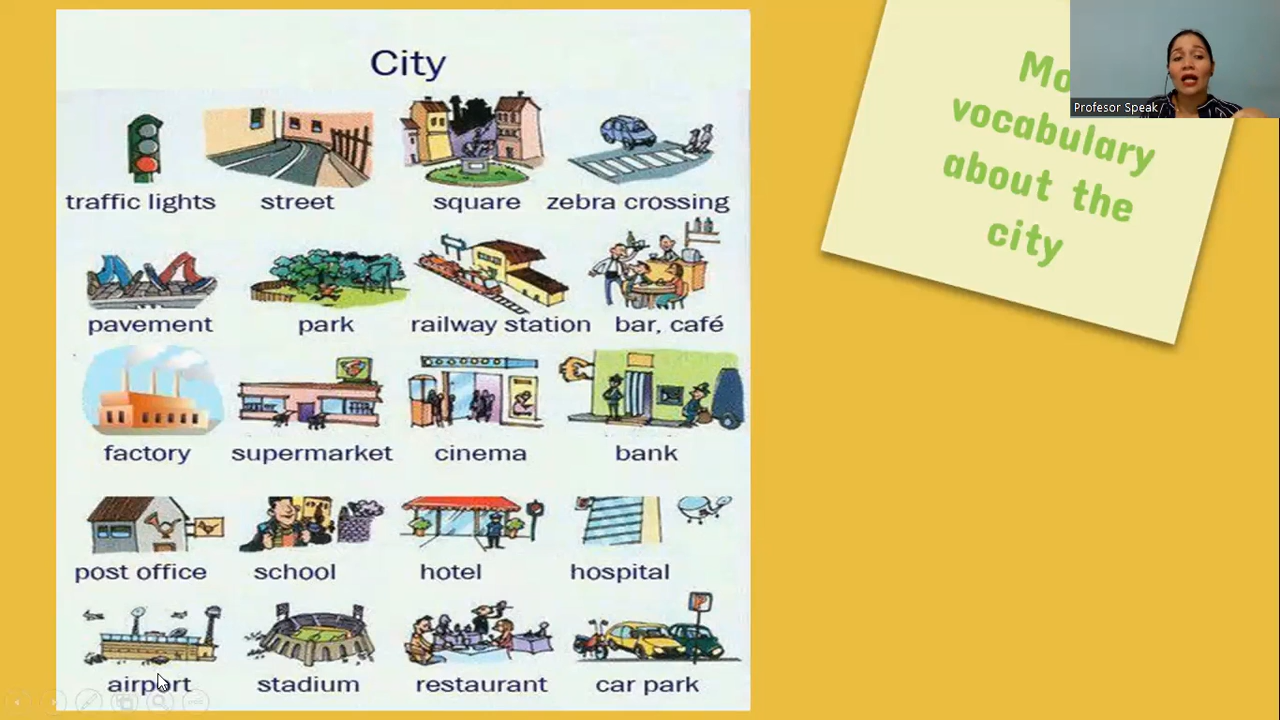 City
traffic lights street square zebra crossing
pavement park railway station bar, café
factory supermarket cinema bank
post office school hotel hospital
airport stadium restaurant car park
vocabulary
about the
city
Profesor Speak